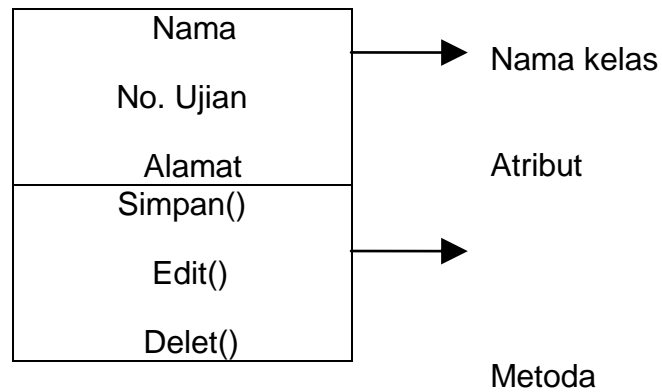 Nama
Nama kelas
No. Ujian
Alamat
Atribut
Simpan()
Edit()
Delet()
Metoda